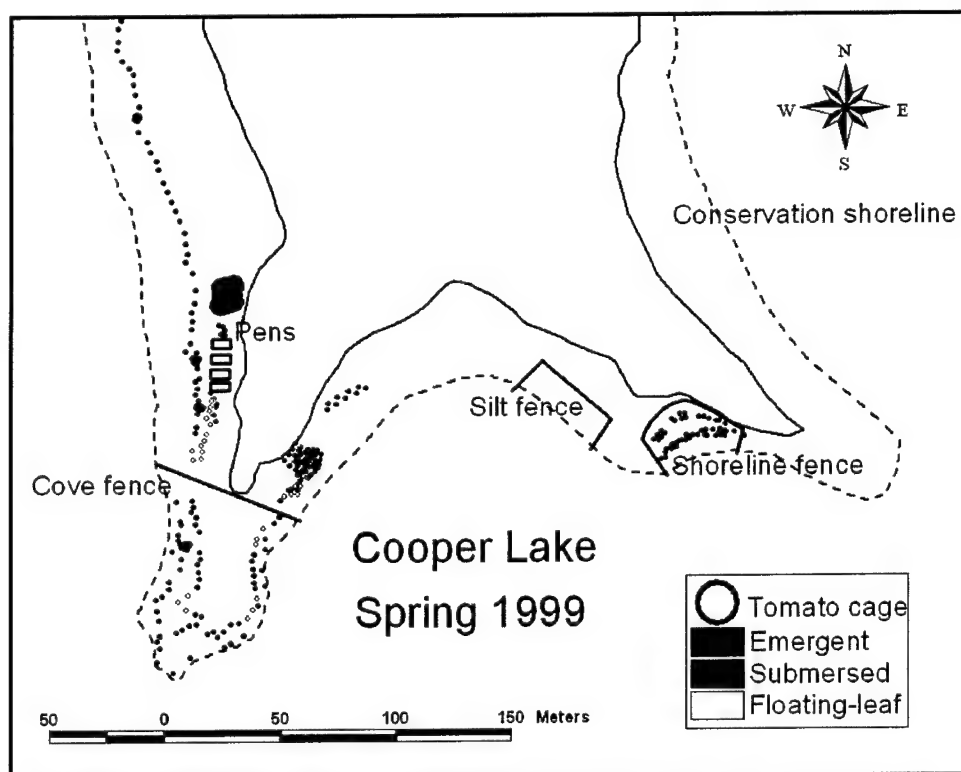 N
W E
S
Conservation shoreline
Pens
Silt fence
Shoreline fence
Cove fence
Cooper Lake
Spring 1999
Tomato cage
Emergent
Submersed
Floating-leaf
50 0 50 100 150 Meters